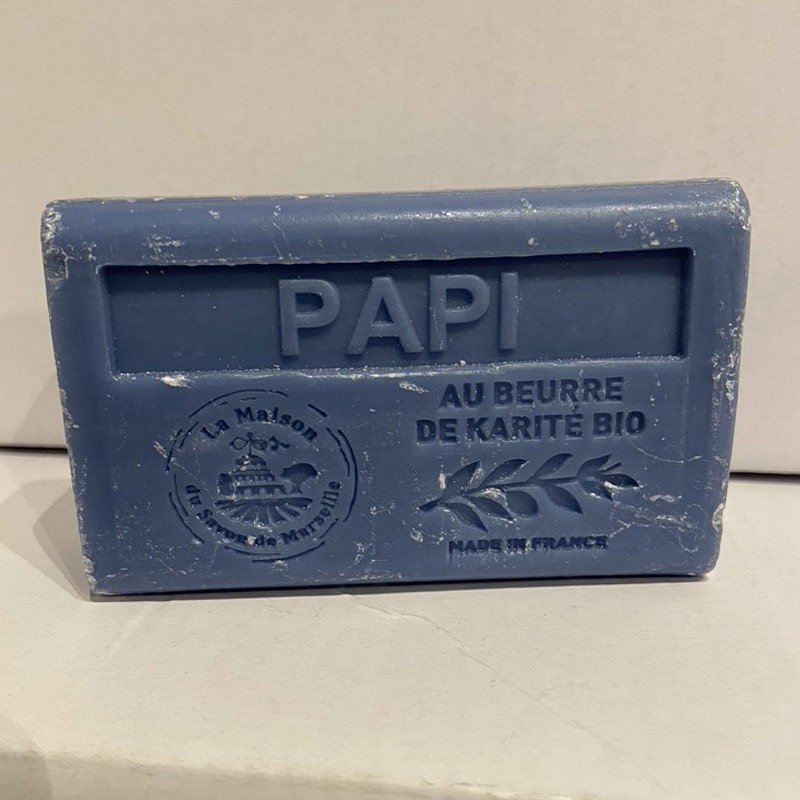 PAPI
AU BEURRE
DE KARITÉ BIO
La Maison
du Savon de Marseille
MADE IN FRANCE